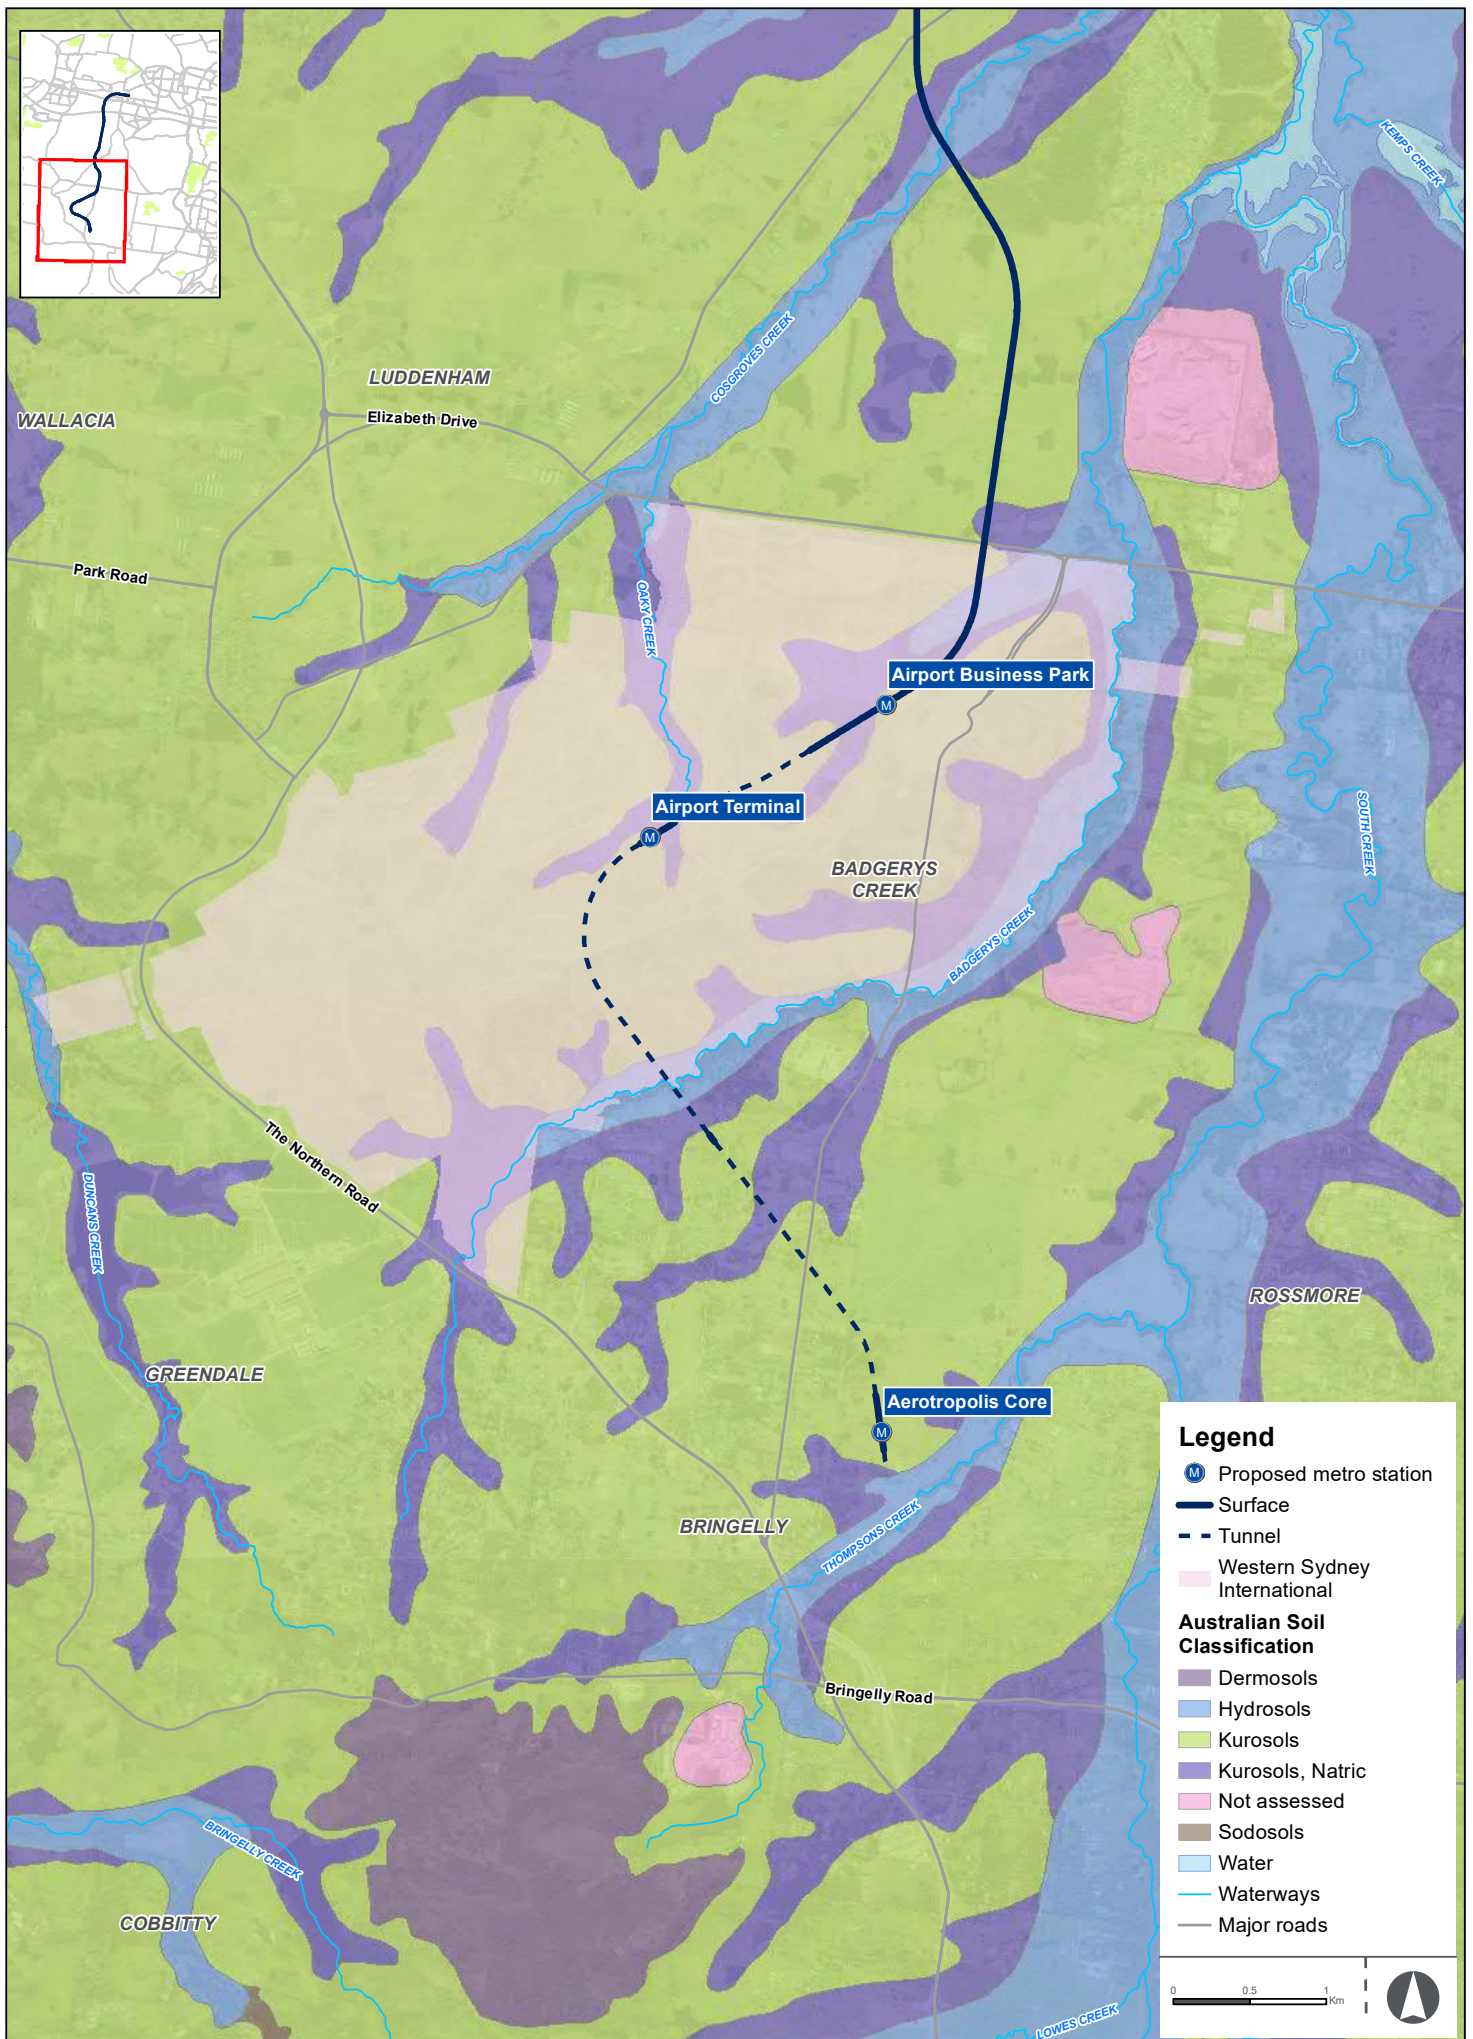 KEMPS CREEK
COSGROVES CREEK
LUDDENHAM
WALLACIA
Elizabeth Drive
Park Road
OAKY CREEK
Airport Business Park
M
Airport Terminal
M
BADGERYS
CREEK
SOUTH CREEK
BADGERYS CREEK
The Northern Road
DUNCANS CREEK
ROSSMORE
GREENDALE
Aerotropolis Core
M
BRINGELLY
THOMPSONS CREEK
Bringelly Road
BRINGELLY CREEK
COBBITTY
LOWES CREEK
Legend
M Proposed metro station
Surface
Tunnel
Western Sydney
International
Australian Soil
Classification
Dermosols
Hydrosols
Kurosols
Kurosols, Natric
Not assessed
Sodosols
Water
Waterways
Major roads
0 0.5 1
Km